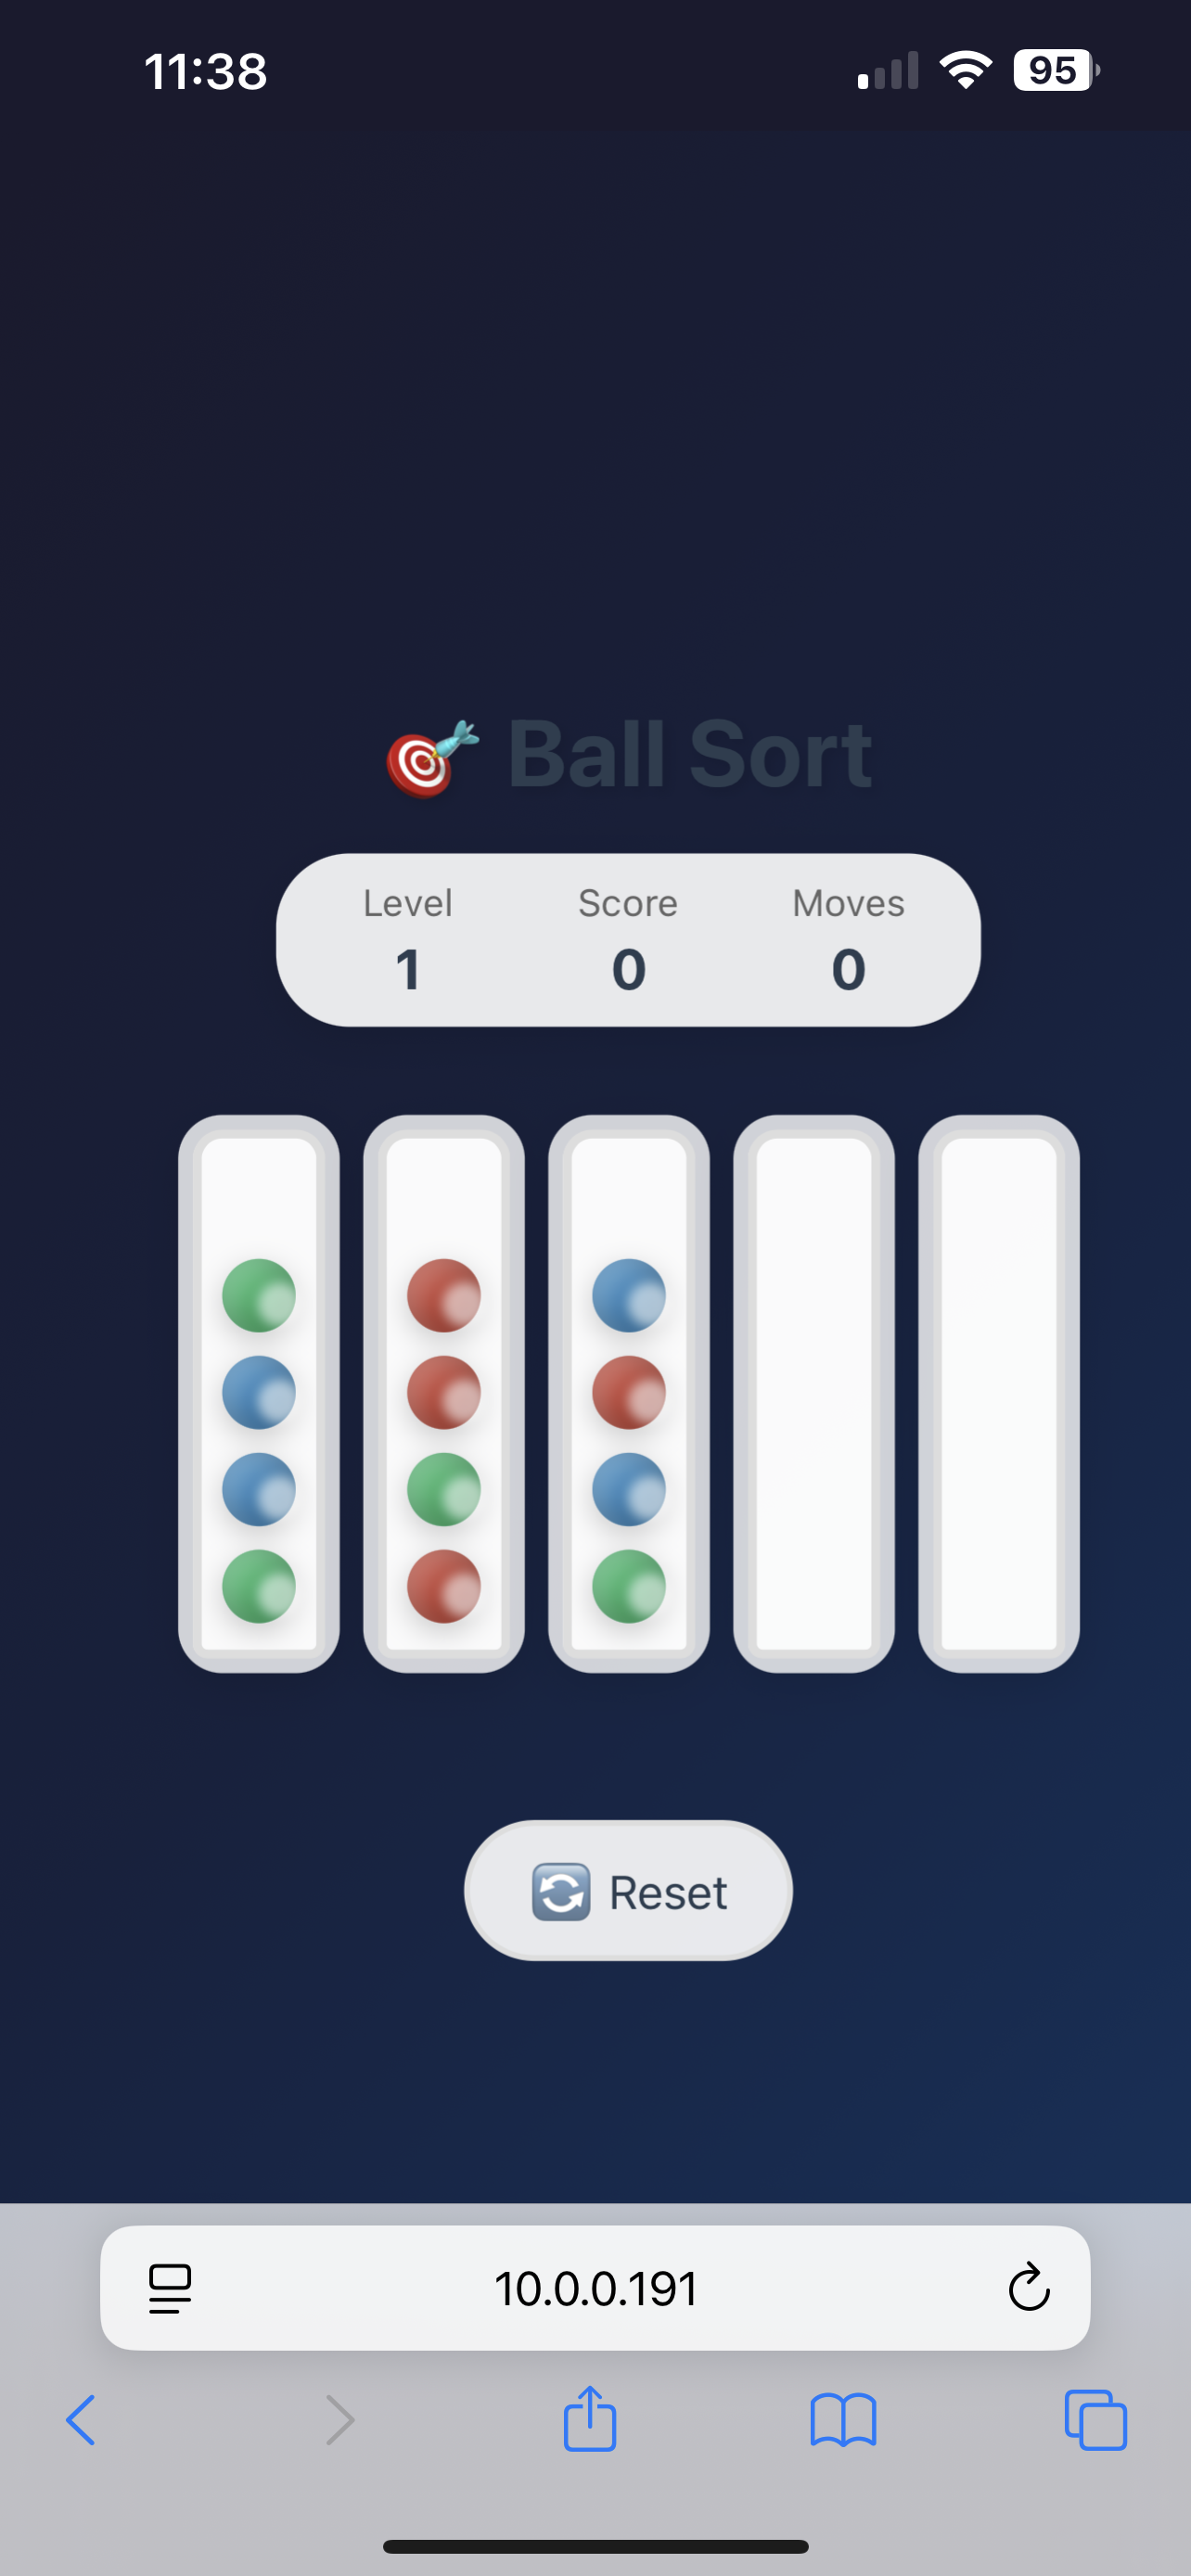 11:38
95
🎯 Ball Sort
Level Score Moves
1 0 0
🔄 Reset
10.0.0.191